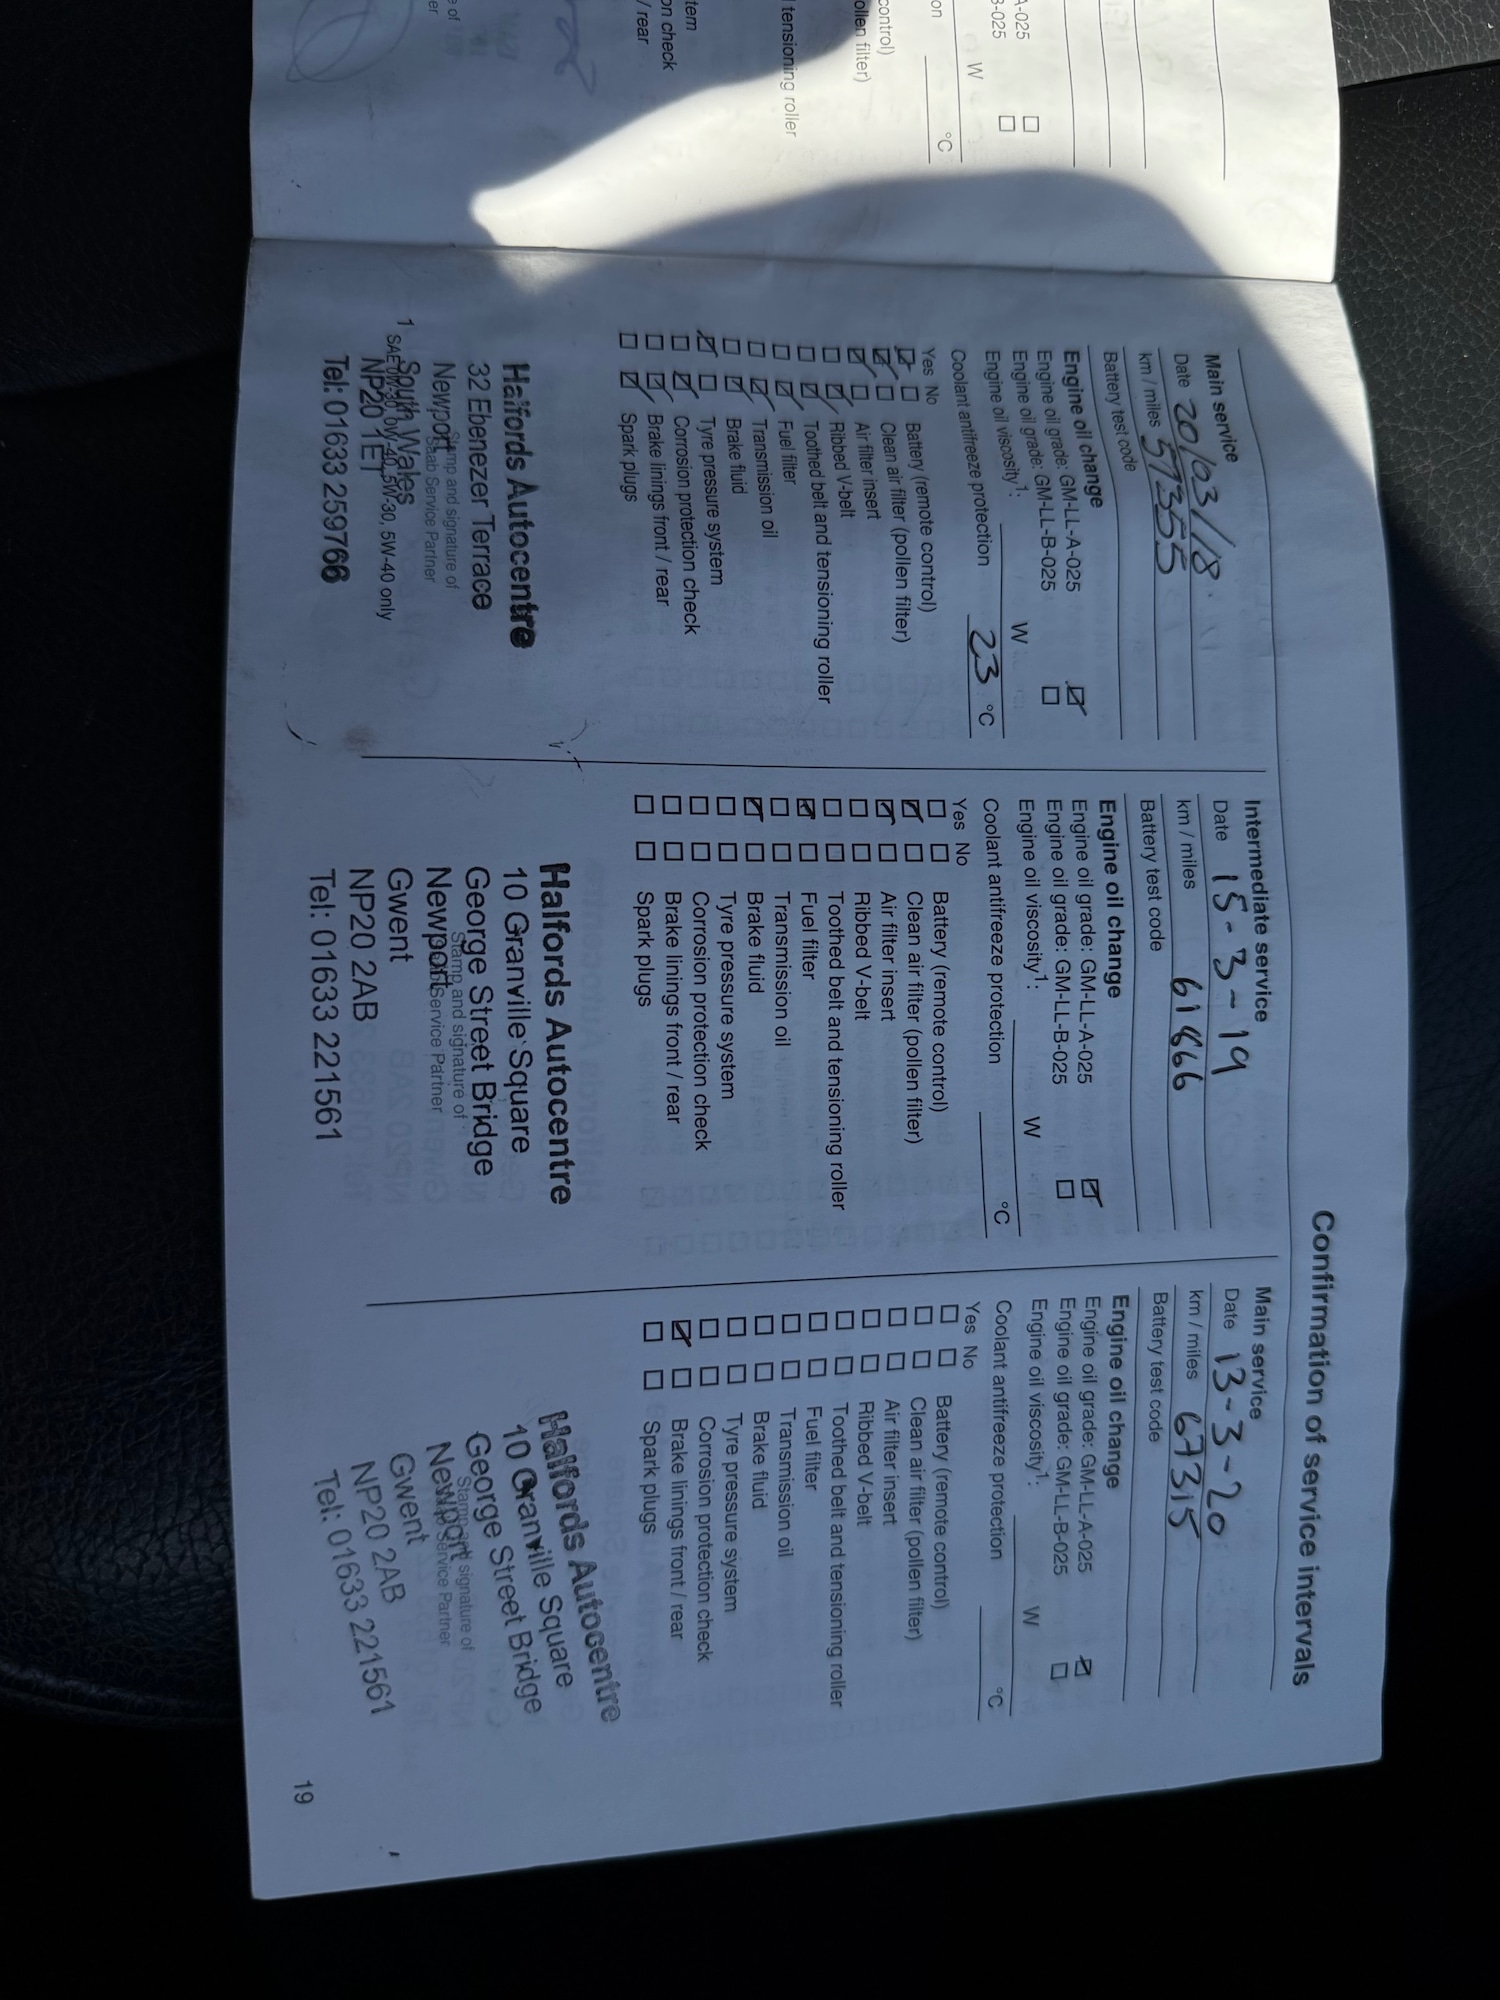 A-025
B-025
on
W
°C
control)
ollen filter)
tensioning roller
tem
on check
/ rear
e of
er
Confirmation of service intervals
Main service
Date 20/03/18
km / miles 57355
Battery test code
Engine oil change
Engine oil grade: GM-LL-A-025 ☑
Engine oil grade: GM-LL-B-025 ☐
Engine oil viscosity¹: W
Coolant antifreeze protection 23 °C
Yes No
☑ ☐ Battery (remote control)
☑ ☐ Clean air filter (pollen filter)
☑ ☐ Air filter insert
☐ ☑ Ribbed V-belt
☐ ☑ Toothed belt and tensioning roller
☐ ☑ Fuel filter
☐ ☑ Transmission oil
☐ ☑ Brake fluid
☑ ☐ Tyre pressure system
☐ ☑ Corrosion protection check
☐ ☑ Brake linings front / rear
☐ ☑ Spark plugs
Halfords Autocentre
32 Ebenezer Terrace
Newport
Stamp and signature of
Saab Service Partner
South Wales
1 SAE 0W-30, 0W-40, 5W-30, 5W-40 only
NP20 1ET
Tel: 01633 259766
Intermediate service
Date 15-3-19
km / miles 61866
Battery test code
Engine oil change
Engine oil grade: GM-LL-A-025 ☑
Engine oil grade: GM-LL-B-025 ☐
Engine oil viscosity¹: W
Coolant antifreeze protection °C
Yes No
☐ ☐ Battery (remote control)
☑ ☐ Clean air filter (pollen filter)
☑ ☐ Air filter insert
☐ ☐ Ribbed V-belt
☐ ☐ Toothed belt and tensioning roller
☑ ☐ Fuel filter
☐ ☐ Transmission oil
☑ ☐ Brake fluid
☐ ☐ Tyre pressure system
☐ ☐ Corrosion protection check
☐ ☐ Brake linings front / rear
☐ ☐ Spark plugs
Halfords Autocentre
10 Granville Square
George Street Bridge
Stamp and signature of
Newport
Saab Service Partner
Gwent
NP20 2AB
Tel: 01633 221561
Main service
Date 13-3-20
km / miles 67315
Battery test code
Engine oil change
Engine oil grade: GM-LL-A-025 ☑
Engine oil grade: GM-LL-B-025 ☐
Engine oil viscosity¹: W
Coolant antifreeze protection °C
Yes No
☐ ☐ Battery (remote control)
☐ ☐ Clean air filter (pollen filter)
☐ ☐ Air filter insert
☐ ☐ Ribbed V-belt
☐ ☐ Toothed belt and tensioning roller
☐ ☐ Fuel filter
☐ ☐ Transmission oil
☐ ☐ Brake fluid
☐ ☐ Tyre pressure system
☐ ☐ Corrosion protection check
☑ ☐ Brake linings front / rear
☐ ☐ Spark plugs
Halfords Autocentre
10 Granville Square
George Street Bridge
Stamp and signature of
Newport
Saab Service Partner
Gwent
NP20 2AB
Tel: 01633 221561
19